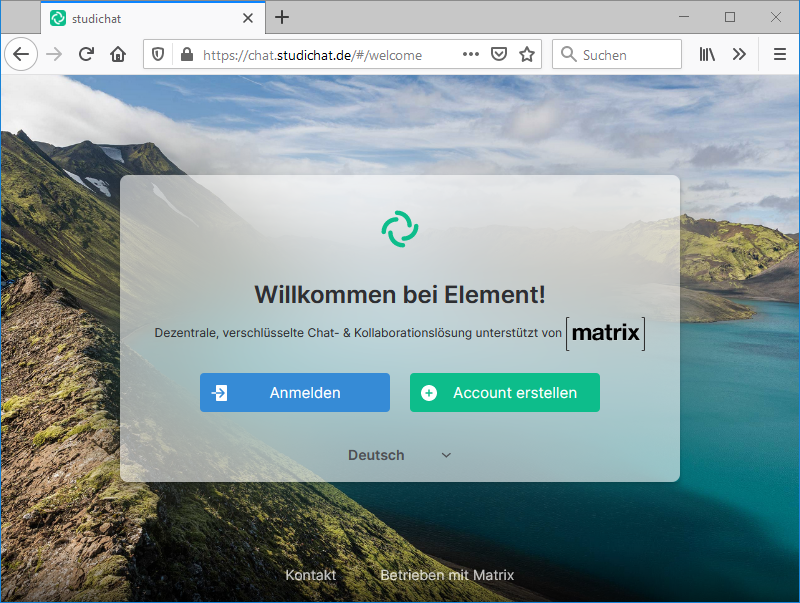 studichat
https://chat.studichat.de/#/welcome
Suchen
Willkommen bei Element!
Dezentrale, verschlüsselte Chat- & Kollaborationslösung unterstützt von [matrix]
Anmelden
Account erstellen
Deutsch
Kontakt
Betrieben mit Matrix